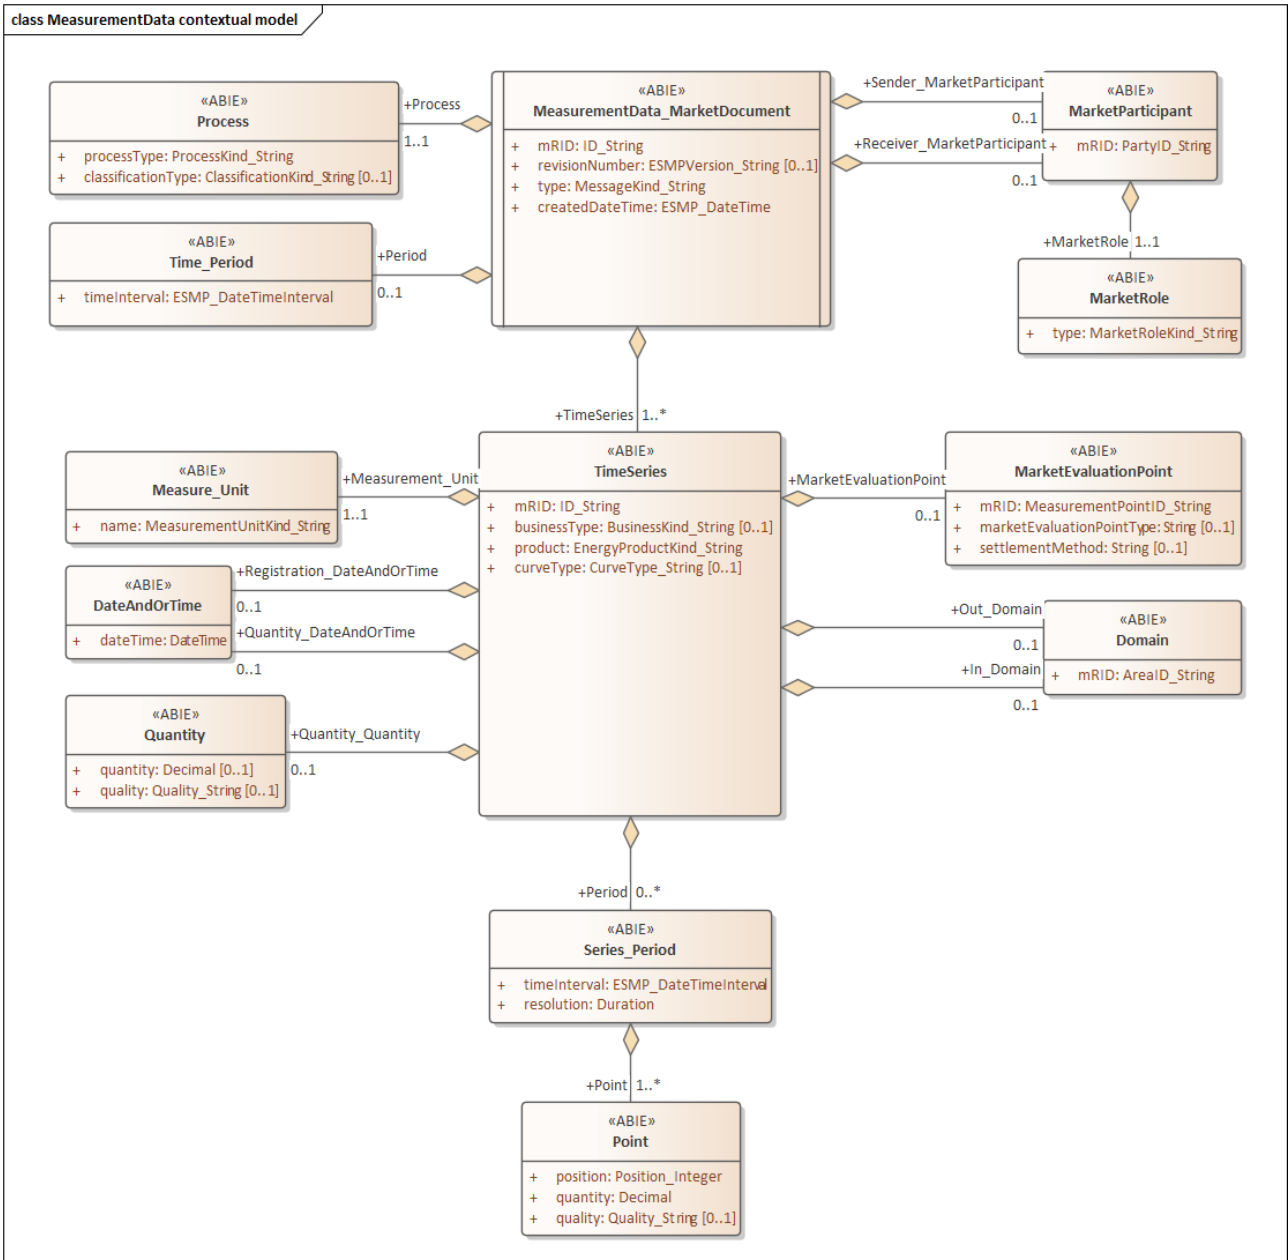 class MeasurementData contextual model
«ABIE»
Process
+ processType: ProcessKind_String
+ classificationType: ClassificationKind_String [0..1]
+Process
1..1
«ABIE»
MeasurementData_MarketDocument
+ mRID: ID_String
+ revisionNumber: ESMPVersion_String [0..1]
+ type: MessageKind_String
+ createdDateTime: ESMP_DateTime
+Sender_MarketParticipant
0..1
+Receiver_MarketParticipant
0..1
«ABIE»
MarketParticipant
+ mRID: PartyID_String
«ABIE»
Time_Period
+ timeInterval: ESMP_DateTimeInterval
+Period
0..1
+MarketRole 1..1
«ABIE»
MarketRole
+ type: MarketRoleKind_String
+TimeSeries 1..*
«ABIE»
Measure_Unit
+ name: MeasurementUnitKind_String
+Measurement_Unit
1..1
«ABIE»
TimeSeries
+ mRID: ID_String
+ businessType: BusinessKind_String [0..1]
+ product: EnergyProductKind_String
+ curveType: CurveType_String [0..1]
+MarketEvaluationPoint
0..1
«ABIE»
MarketEvaluationPoint
+ mRID: MeasurementPointID_String
+ marketEvaluationPointType: String [0..1]
+ settlementMethod: String [0..1]
«ABIE»
DateAndOrTime
+ dateTime: DateTime
+Registration_DateAndOrTime
0..1
+Quantity_DateAndOrTime
0..1
+Out_Domain
0..1
+In_Domain
0..1
«ABIE»
Domain
+ mRID: AreaID_String
«ABIE»
Quantity
+ quantity: Decimal [0..1]
+ quality: Quality_String [0..1]
+Quantity_Quantity
0..1
+Period 0..*
«ABIE»
Series_Period
+ timeInterval: ESMP_DateTimeInterval
+ resolution: Duration
+Point 1..*
«ABIE»
Point
+ position: Position_Integer
+ quantity: Decimal
+ quality: Quality_String [0..1]